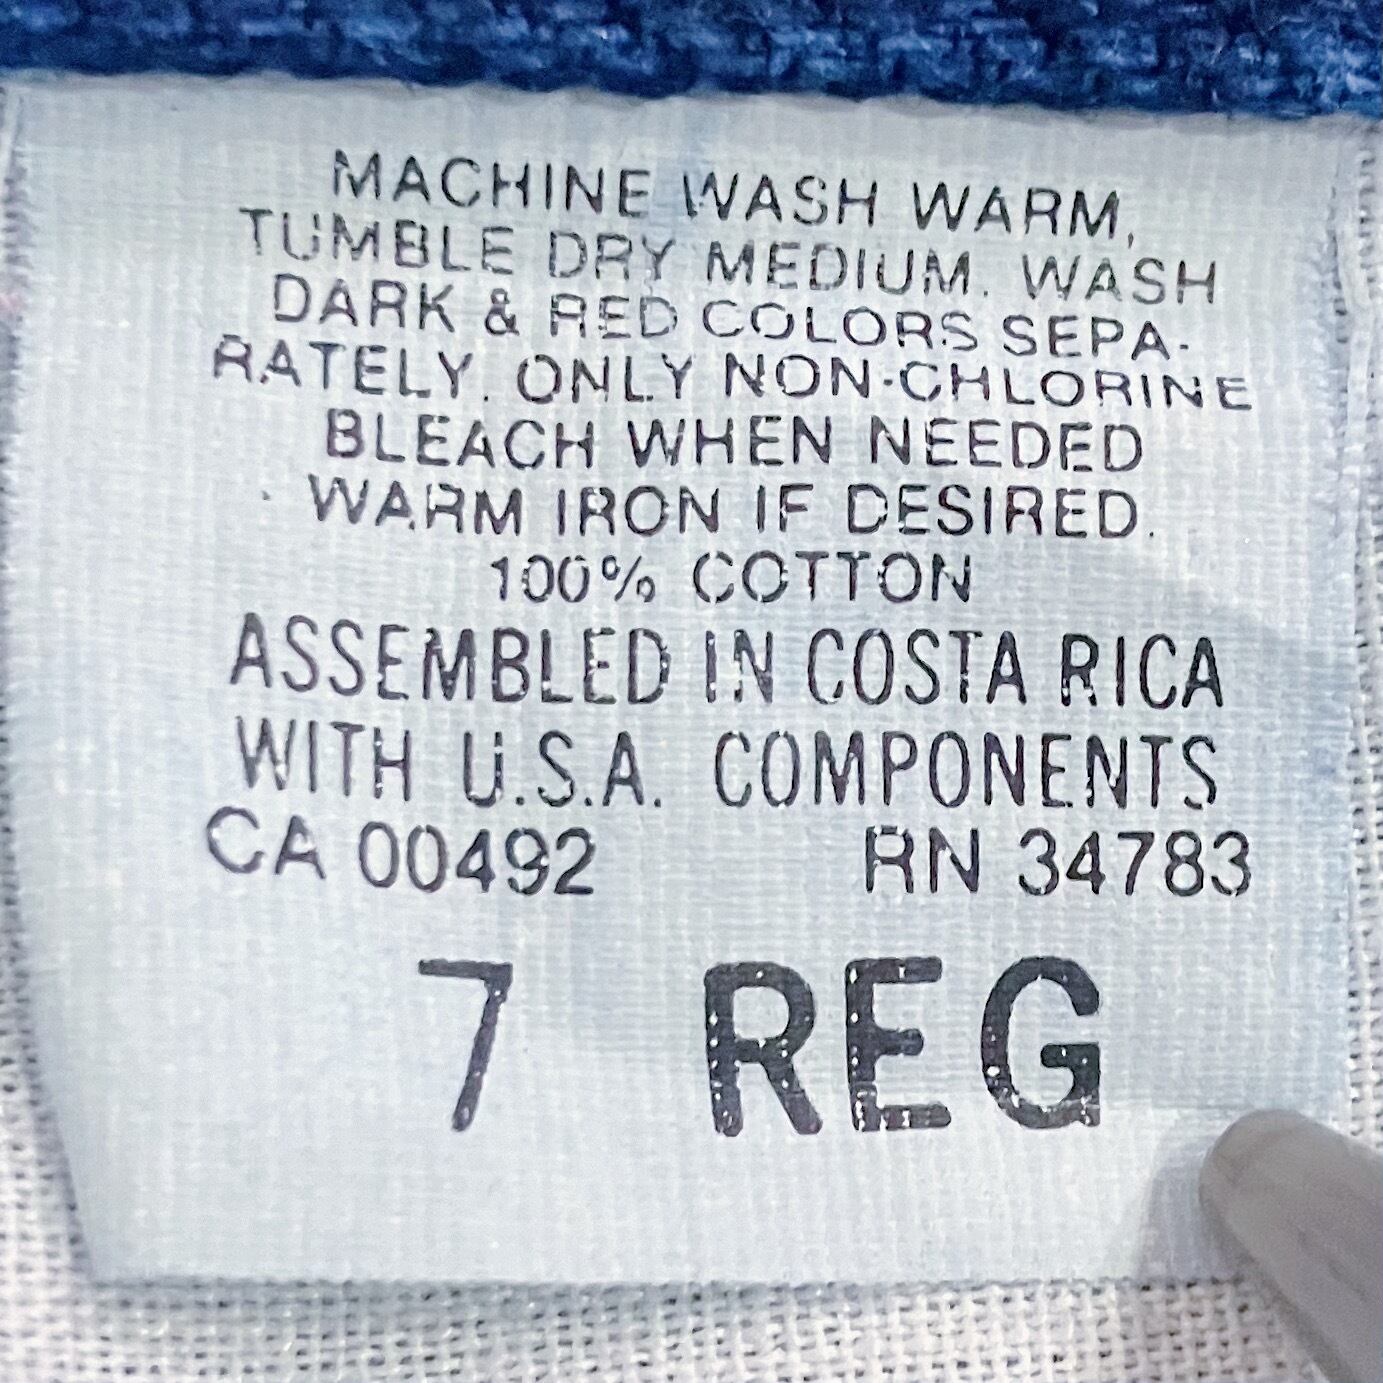 MACHINE WASH WARM,
TUMBLE DRY MEDIUM. WASH
DARK & RED COLORS SEPA-
RATELY. ONLY NON-CHLORINE
BLEACH WHEN NEEDED
WARM IRON IF DESIRED.
100% COTTON
ASSEMBLED IN COSTA RICA
WITH U.S.A. COMPONENTS
CA 00492 RN 34783
7 REG